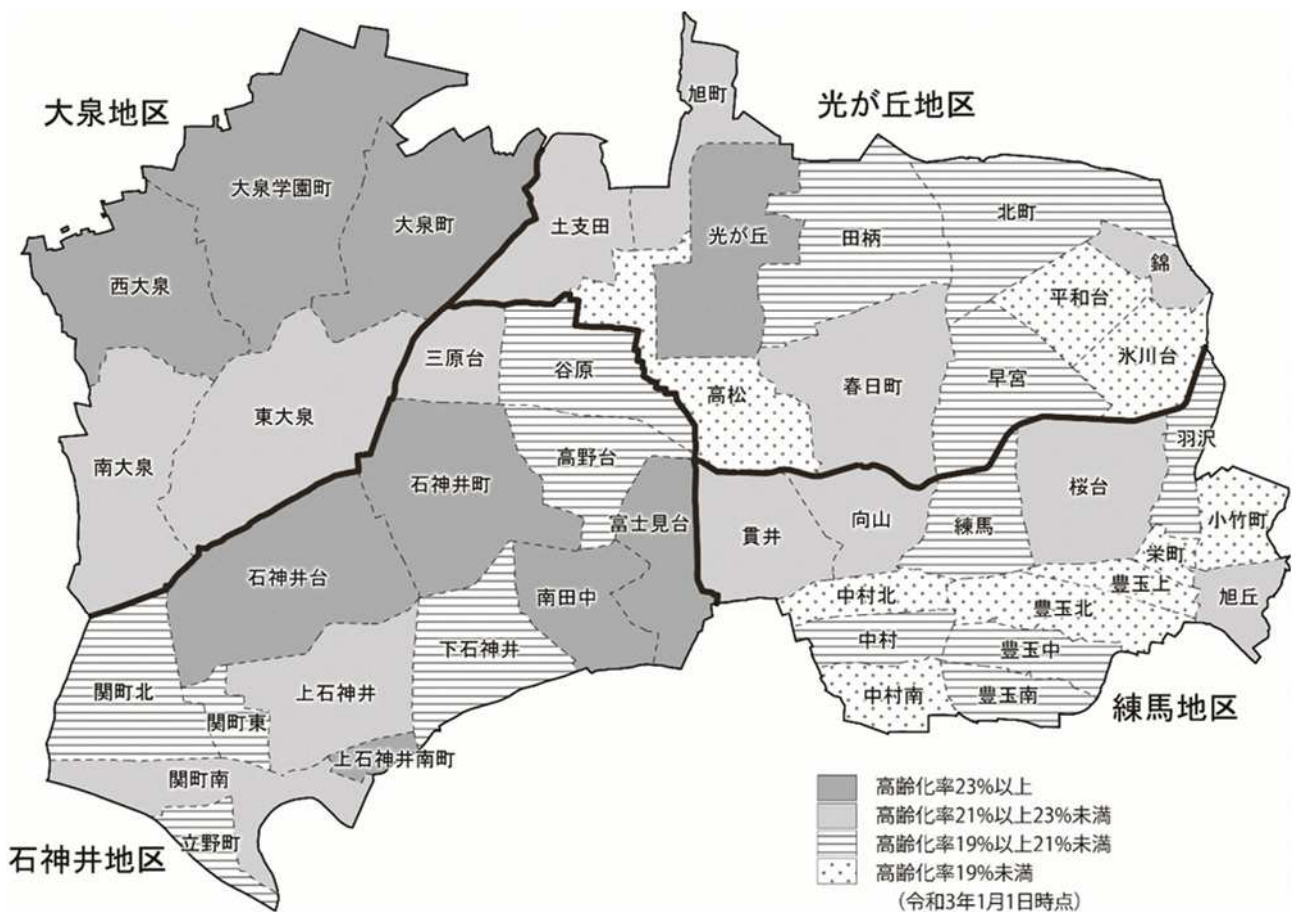 大泉地区
光が丘地区
旭町
大泉学園町
大泉町
土支田
光が丘
田柄
北町
錦
西大泉
平和台
氷川台
三原台
谷原
高松
春日町
早宮
東大泉
南大泉
石神井町
高野台
羽沢
桜台
富士見台
貫井
向山
練馬
小竹町
栄町
石神井台
南田中
中村北
豊玉北
豊玉上
旭丘
下石神井
中村
豊玉中
関町北
関町東
上石神井
中村南
豊玉南
練馬地区
上石神井南町
関町南
立野町
石神井地区
高齢化率23%以上
高齢化率21%以上23%未満
高齢化率19%以上21%未満
高齢化率19%未満
(令和3年1月1日時点)